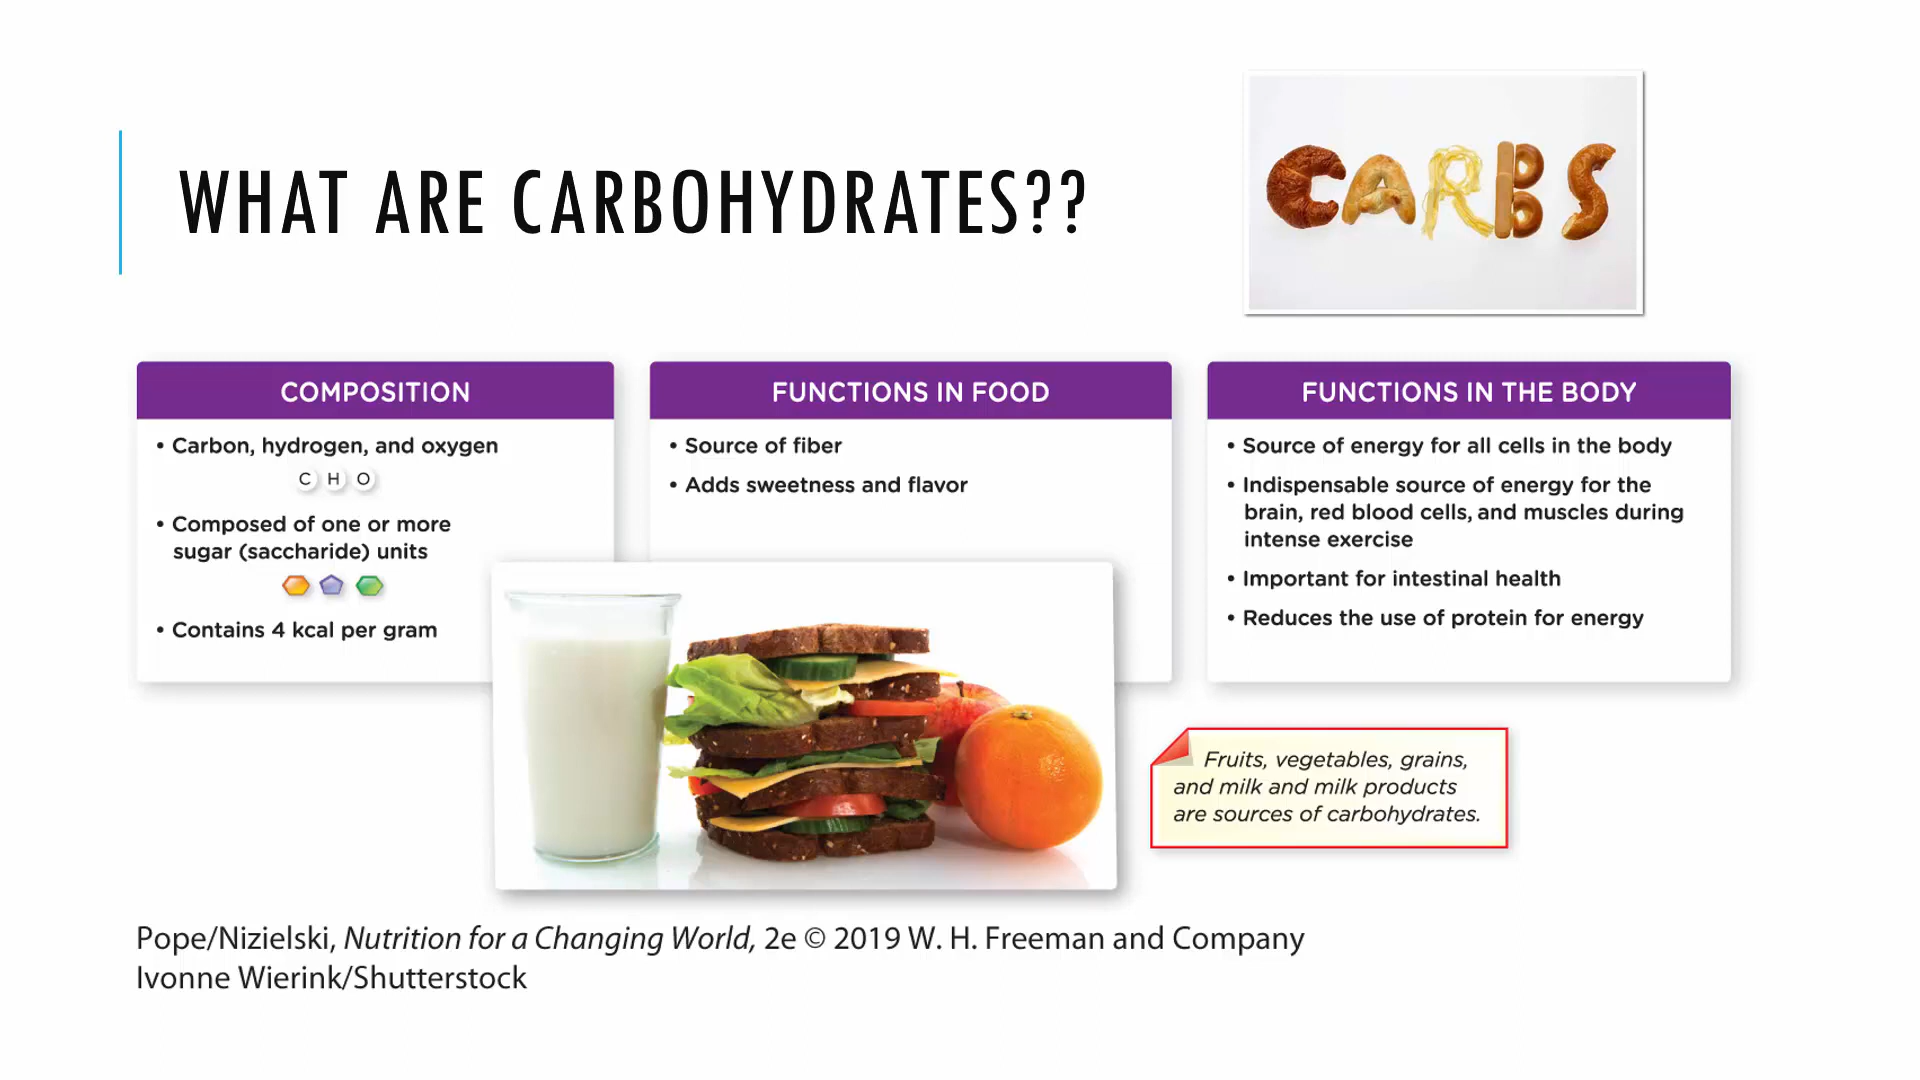 WHAT ARE CARBOHYDRATES??
CARBS
COMPOSITION
• Carbon, hydrogen, and oxygen
C H O
• Composed of one or more
sugar (saccharide) units
• Contains 4 kcal per gram
FUNCTIONS IN FOOD
• Source of fiber
• Adds sweetness and flavor
FUNCTIONS IN THE BODY
• Source of energy for all cells in the body
• Indispensable source of energy for the
brain, red blood cells, and muscles during
intense exercise
• Important for intestinal health
• Reduces the use of protein for energy
Fruits, vegetables, grains,
and milk and milk products
are sources of carbohydrates.
Pope/Nizielski, Nutrition for a Changing World, 2e © 2019 W. H. Freeman and Company
Ivonne Wierink/Shutterstock